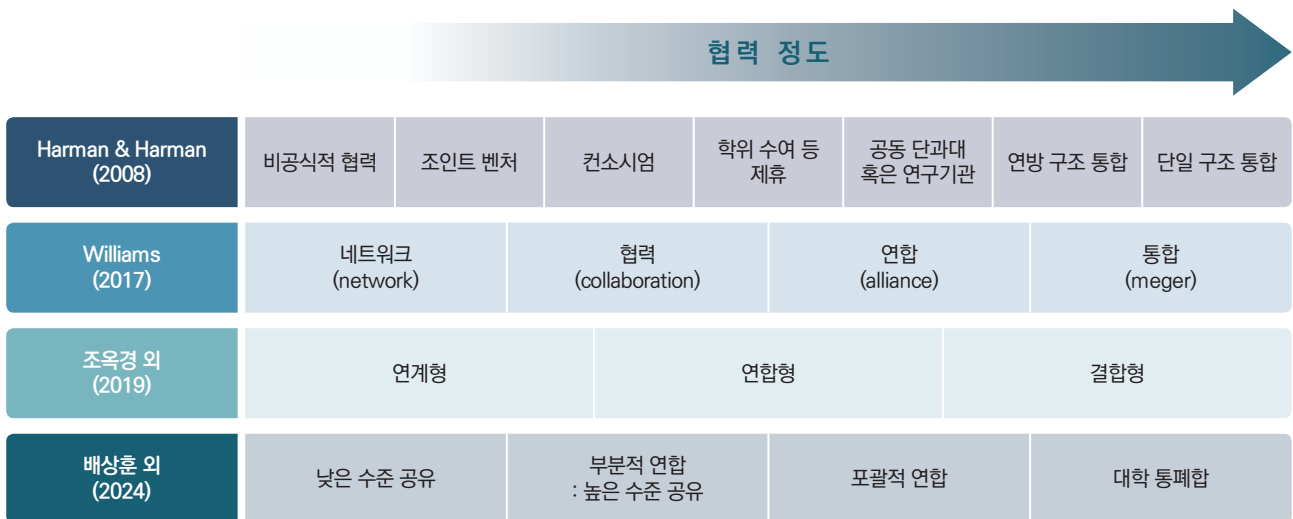 협력 정도
Harman & Harman
(2008)
비공식적 협력
조인트 벤처
컨소시엄
학위 수여 등
제휴
공동 단과대
혹은 연구기관
연방 구조 통합
단일 구조 통합
Williams
(2017)
네트워크
(network)
협력
(collaboration)
연합
(alliance)
통합
(meger)
조옥경 외
(2019)
연계형
연합형
결합형
배상훈 외
(2024)
낮은 수준 공유
부분적 연합
: 높은 수준 공유
포괄적 연합
대학 통폐합